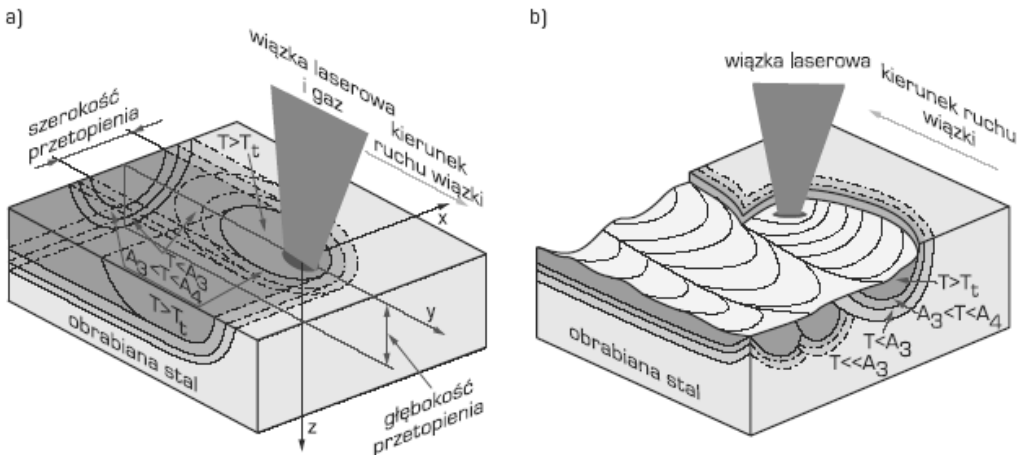 a)
wiązka laserowa
i gaz
kierunek
ruchu wiązki
szerokość
przetopienia
T>Tt
x
T<A3
A3<T<A4
T>Tt
y
obrabiana stal
głębokość
przetopienia
z
b)
wiązka laserowa
kierunek ruchu
wiązki
T>Tt
A3<T<A4
T<A3
T<<A3
obrabiana stal